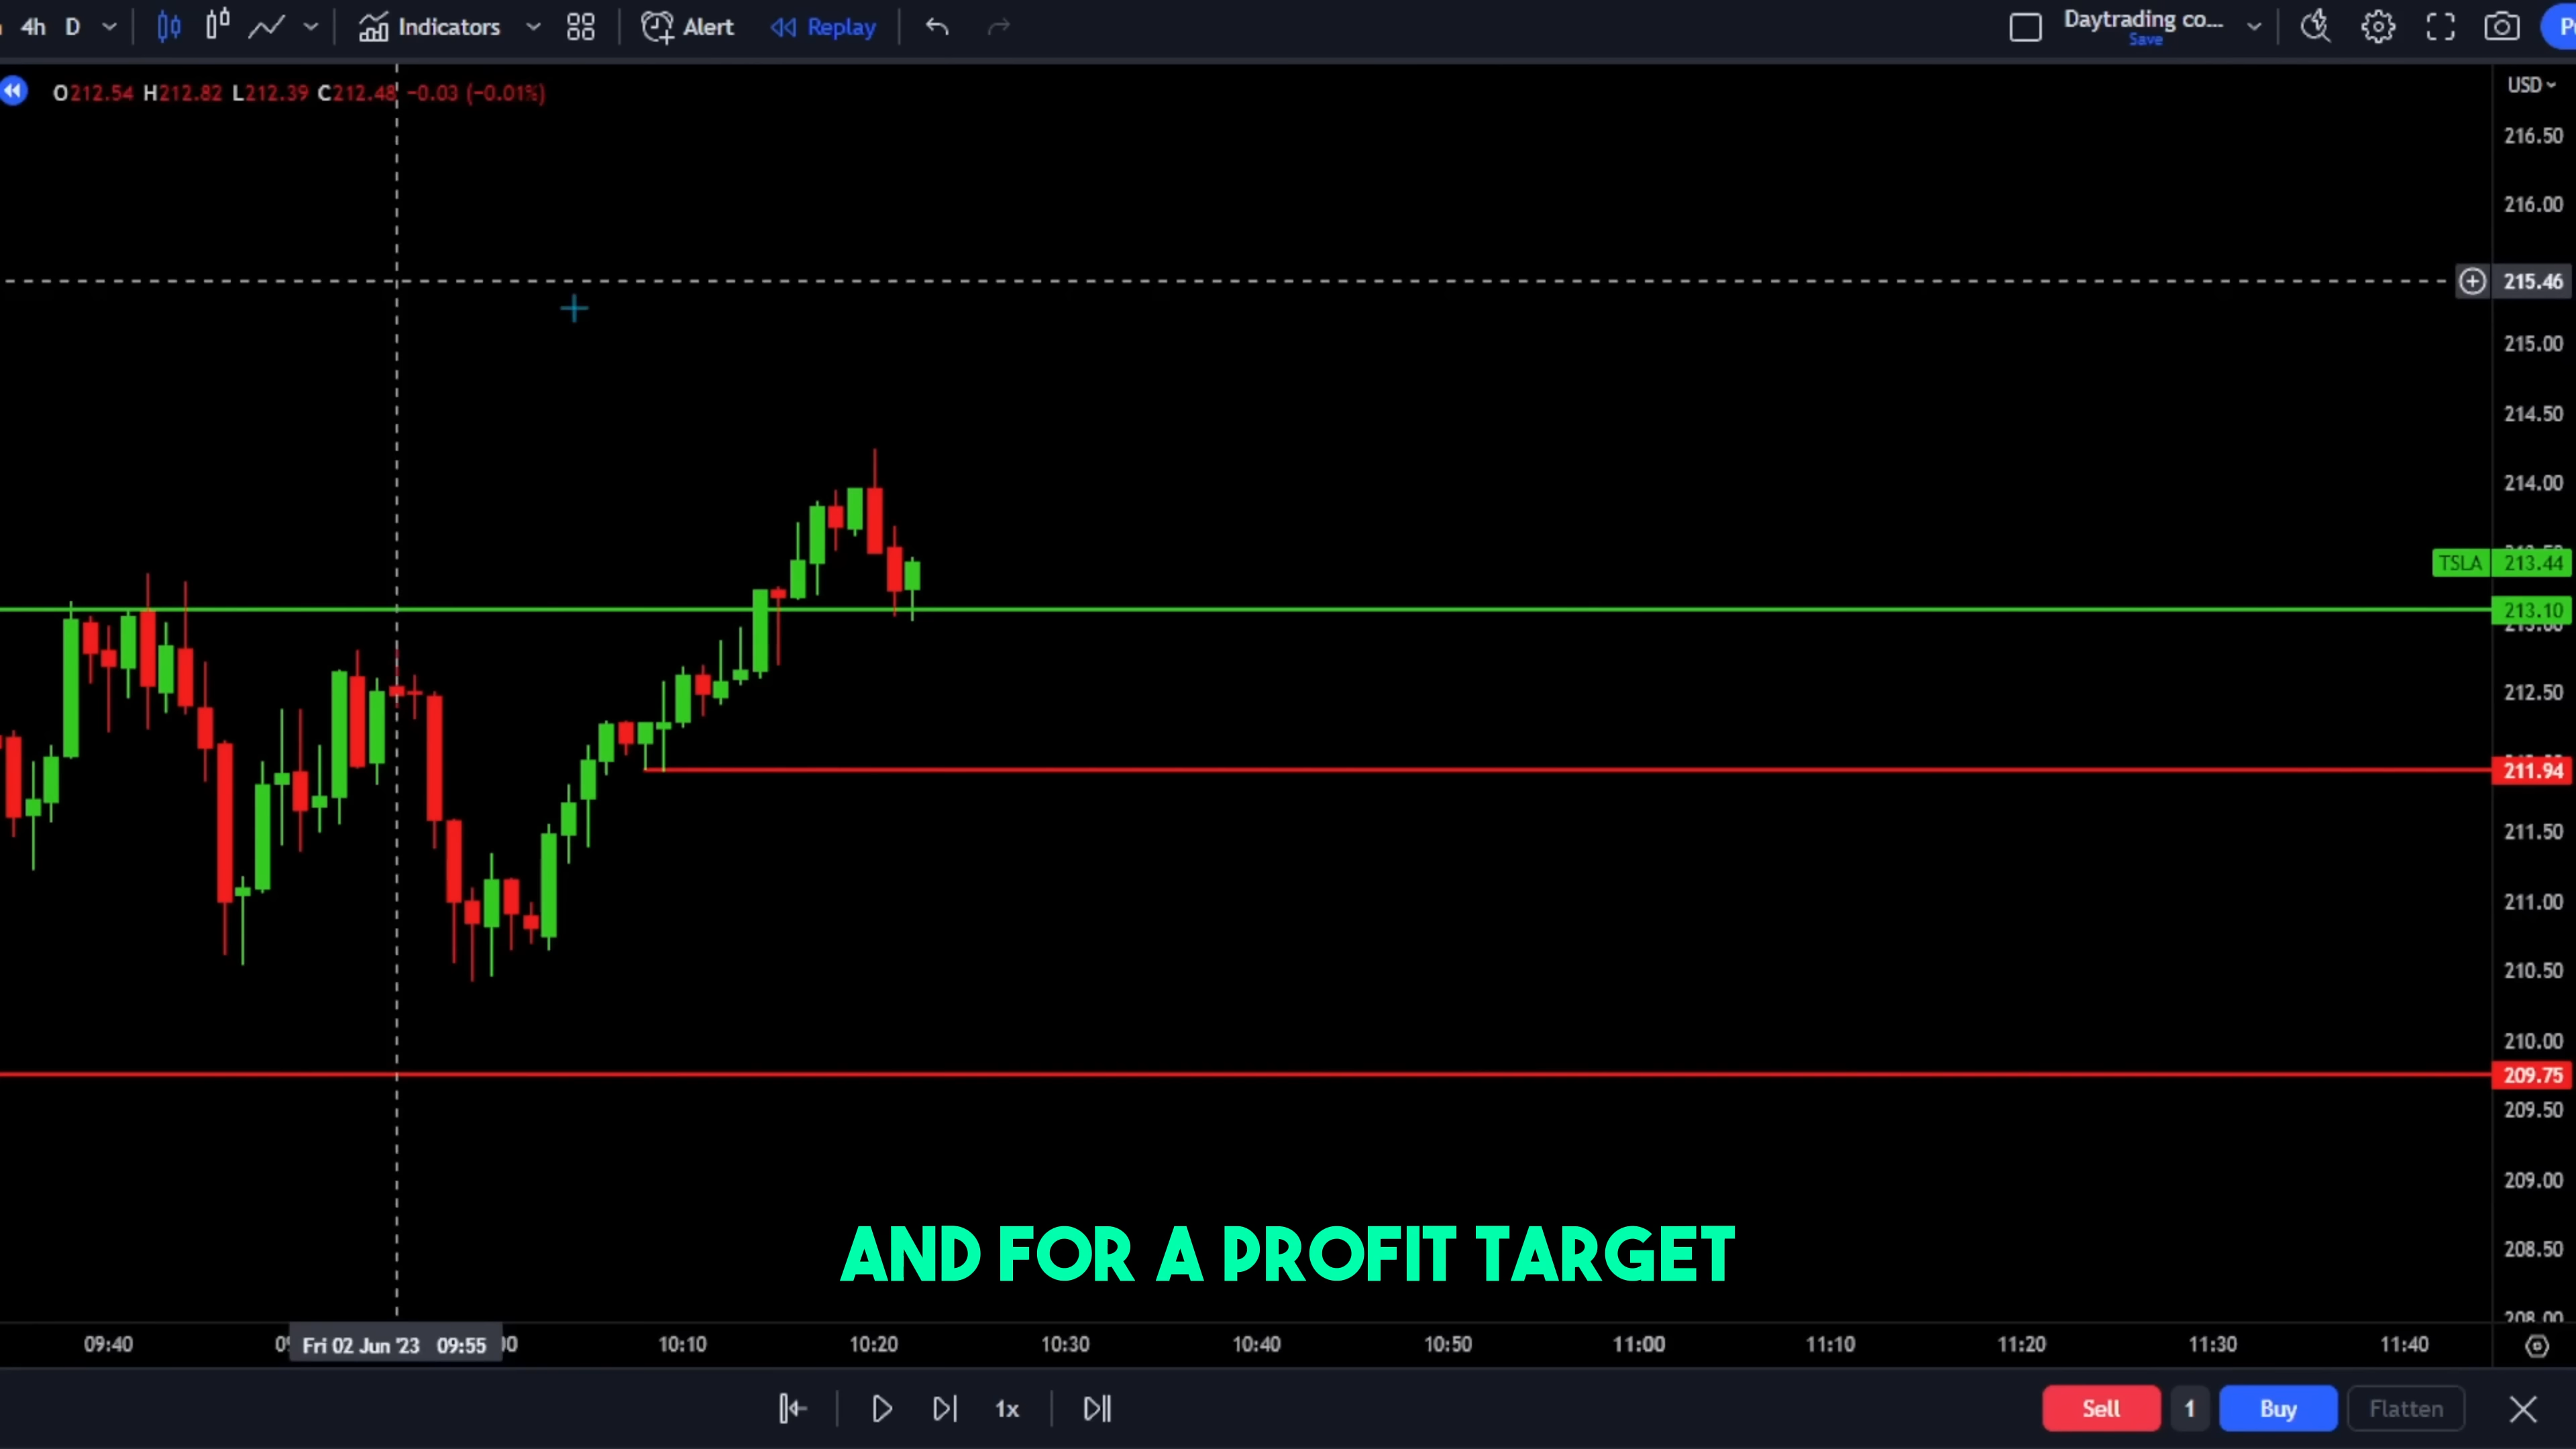 4h D Indicators Alert Replay Daytrading co... Save
O212.54 H212.82 L212.39 C212.48 -0.03 (-0.01%)
USD
216.50
216.00
215.46
215.00
214.50
214.00
TSLA 213.44
213.10
212.50
211.94
211.50
211.00
210.50
210.00
209.75
209.50
209.00
208.50
208.00
AND FOR A PROFIT TARGET
09:40 Fri 02 Jun '23 09:55 10:10 10:20 10:30 10:40 10:50 11:00 11:10 11:20 11:30 11:40
1x Sell 1 Buy Flatten